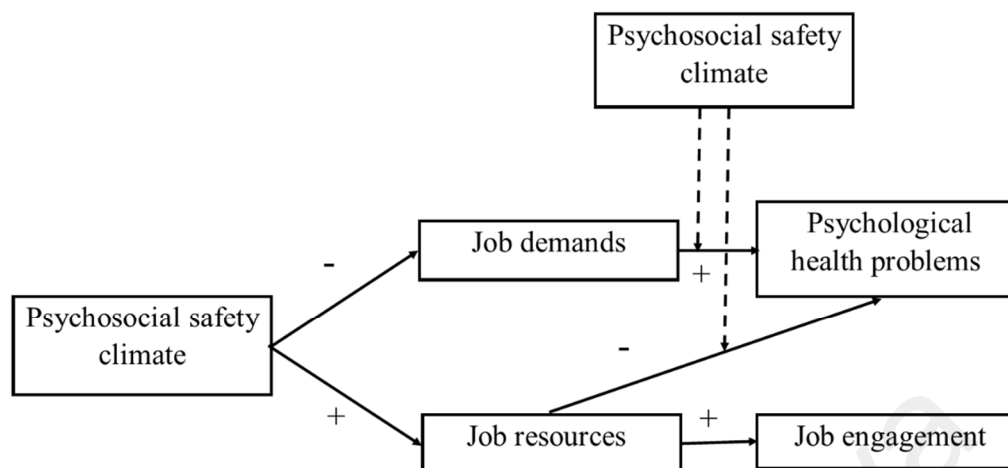 Psychosocial safety
climate
Job demands
Psychological
health problems
+
-
Psychosocial safety
climate
-
+
Job resources
+
Job engagement
a